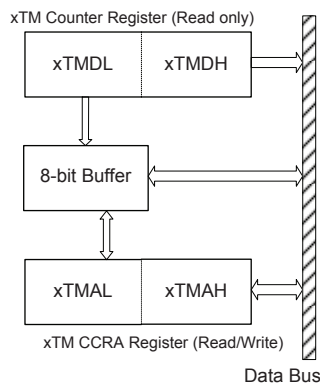 xTM Counter Register (Read only)
xTMDL xTMDH
8-bit Buffer
xTMAL xTMAH
xTM CCRA Register (Read/Write)
Data Bus